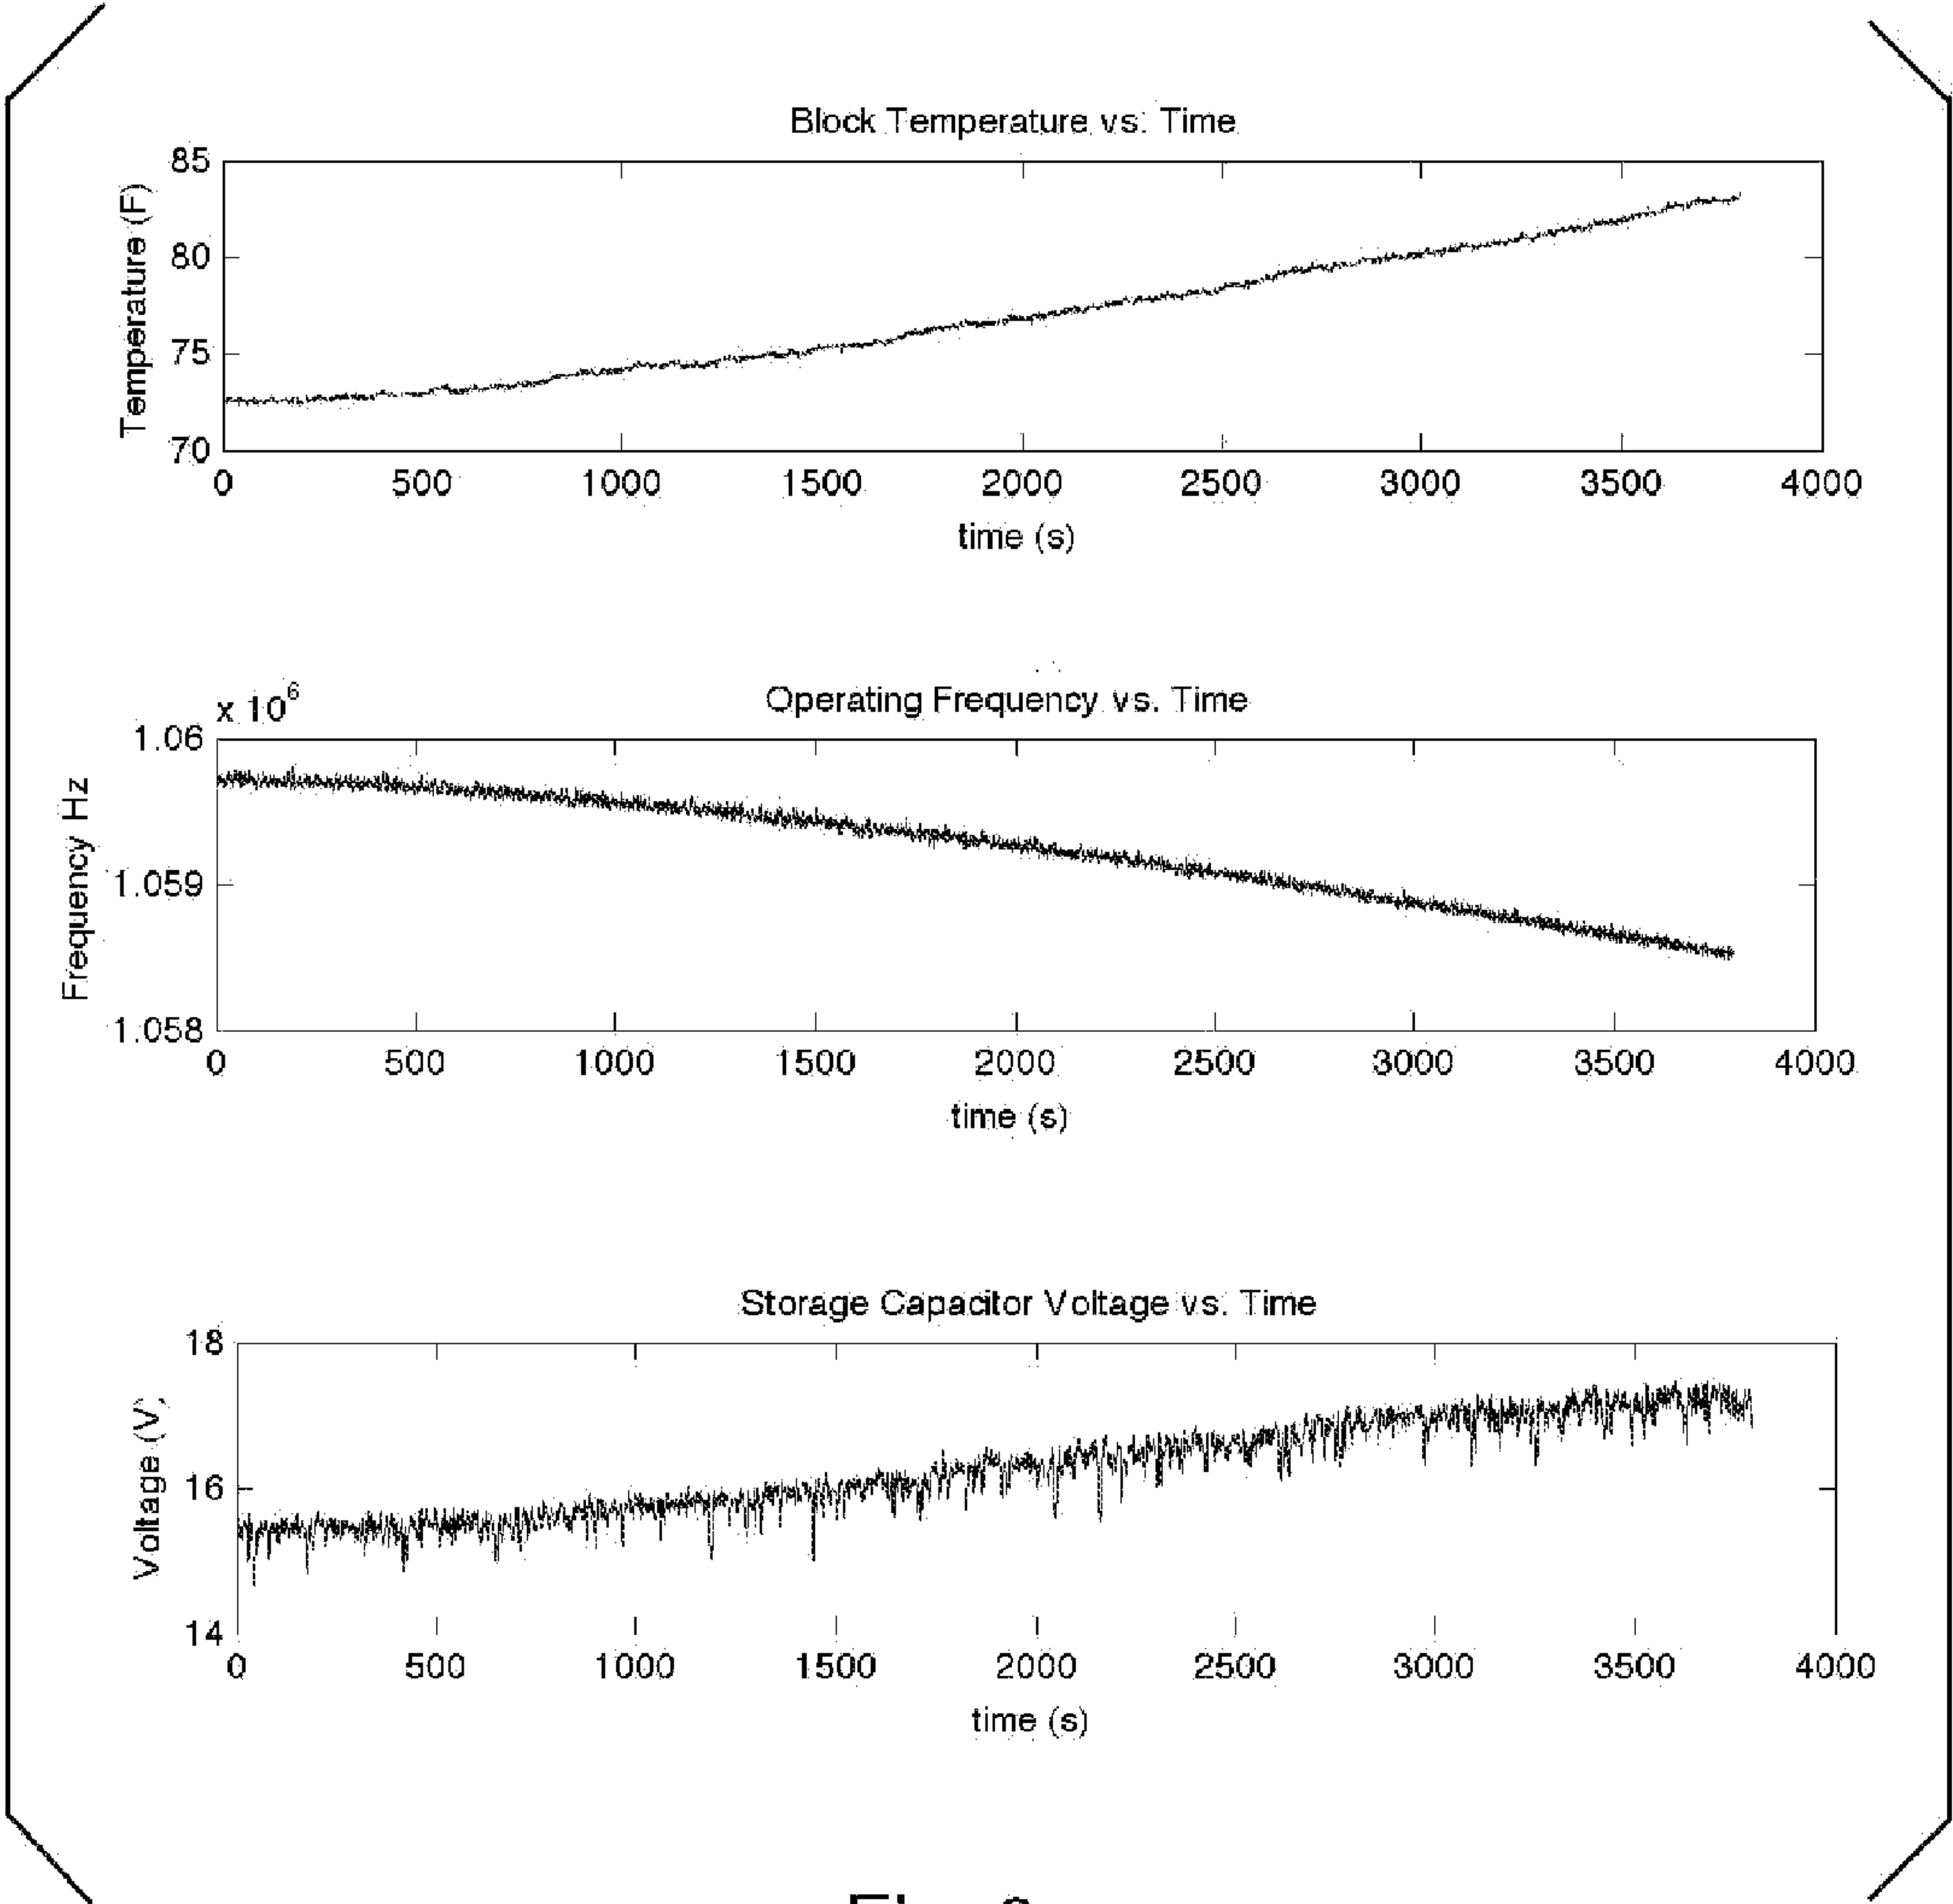 Block Temperature vs. Time
Temperature (F)
85
80
75
70
0 500 1000 1500 2000 2500 3000 3500 4000
time (s)
Operating Frequency vs. Time
x 10^6
Frequency Hz
1.06
1.059
1.058
0 500 1000 1500 2000 2500 3000 3500 4000
time (s)
Storage Capacitor Voltage vs. Time
Voltage (V)
18
16
14
0 500 1000 1500 2000 2500 3000 3500 4000
time (s)